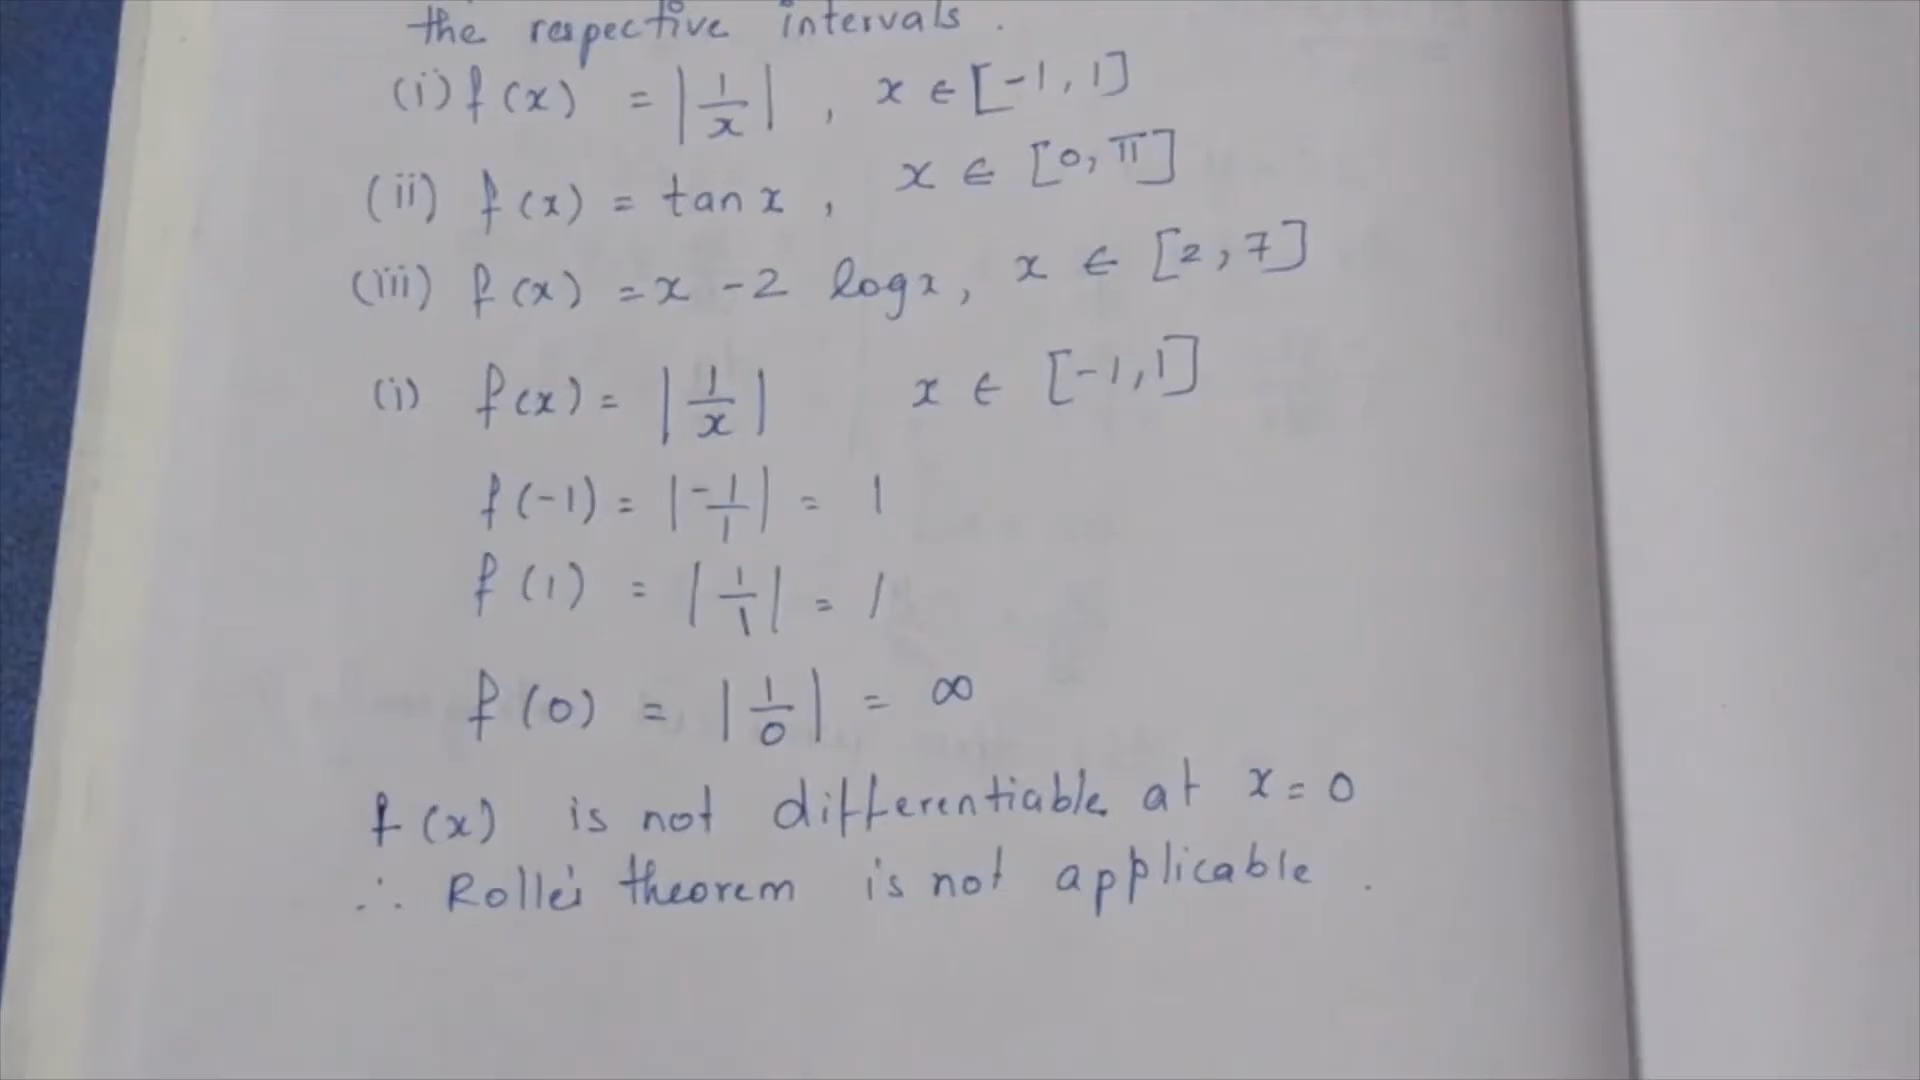 the respective intervals .
(i) f(x) = |1/x| , x ∈ [-1, 1]
(ii) f(x) = tan x , x ∈ [0, π]
(iii) f(x) = x - 2 log x, x ∈ [2, 7]
(i) f(x) = |1/x| x ∈ [-1, 1]
f(-1) = |-1/1| = 1
f(1) = |1/1| = 1
f(0) = |1/0| = ∞
f(x) is not differentiable at x = 0
∴ Rolle's theorem is not applicable .